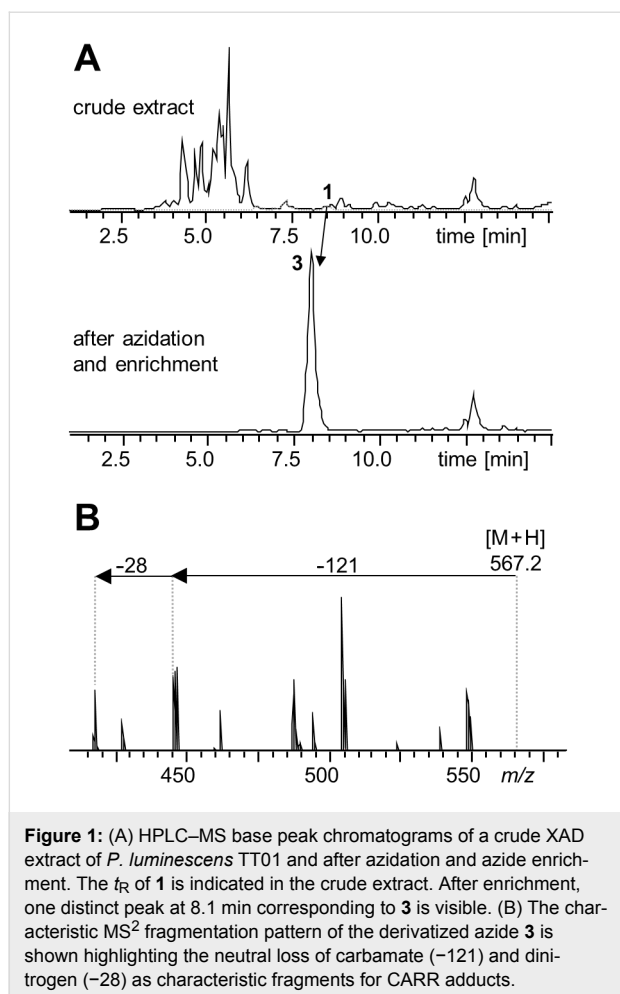 A
crude extract
1
2.5 5.0 7.5 10.0 time [min]
3
after azidation
and enrichment
2.5 5.0 7.5 10.0 time [min]
B
[M+H]
-28 -121 567.2
450 500 550 m/z
Figure 1: (A) HPLC–MS base peak chromatograms of a crude XAD
extract of P. luminescens TT01 and after azidation and azide enrich-
ment. The tR of 1 is indicated in the crude extract. After enrichment,
one distinct peak at 8.1 min corresponding to 3 is visible. (B) The char-
acteristic MS2 fragmentation pattern of the derivatized azide 3 is
shown highlighting the neutral loss of carbamate (−121) and dini-
trogen (−28) as characteristic fragments for CARR adducts.